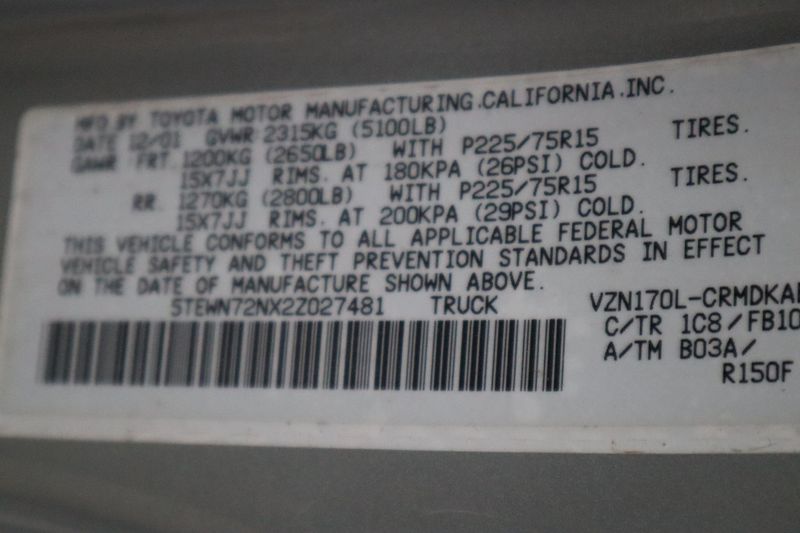 MFD BY TOYOTA MOTOR MANUFACTURING.CALIFORNIA.INC.
DATE 12/01 GVWR 2315KG (5100LB)
GAWR FRT. 1200KG (2650LB) WITH P225/75R15 TIRES.
15X7JJ RIMS. AT 180KPA (26PSI) COLD.
RR. 1270KG (2800LB) WITH P225/75R15 TIRES.
15X7JJ RIMS. AT 200KPA (29PSI) COLD.
THIS VEHICLE CONFORMS TO ALL APPLICABLE FEDERAL MOTOR
VEHICLE SAFETY AND THEFT PREVENTION STANDARDS IN EFFECT
ON THE DATE OF MANUFACTURE SHOWN ABOVE.
5TEWN72NX2Z027481 TRUCK VZN170L-CRMDKA
C/TR 1C8/FB10
A/TM B03A/
R150F